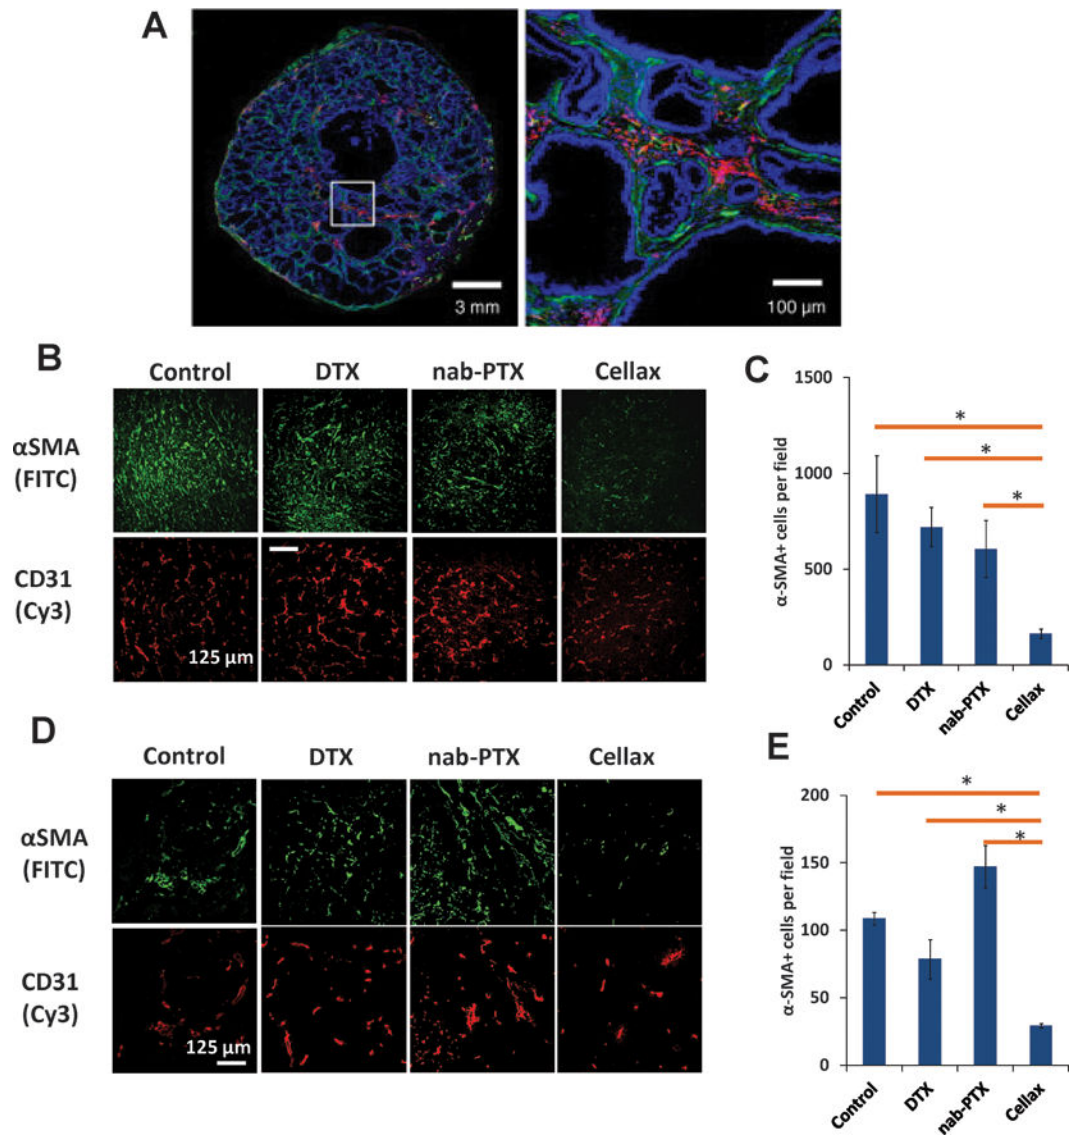 A
3 mm
100 μm
B
Control DTX nab-PTX Cellax
αSMA
(FITC)
CD31
(Cy3)
125 μm
C
1500
1000
500
0
α-SMA+ cells per field
* 
*
*
Control DTX nab-PTX Cellax
D
Control DTX nab-PTX Cellax
αSMA
(FITC)
CD31
(Cy3)
125 μm
E
200
150
100
50
0
α-SMA+ cells per field
*
*
*
Control DTX nab-PTX Cellax